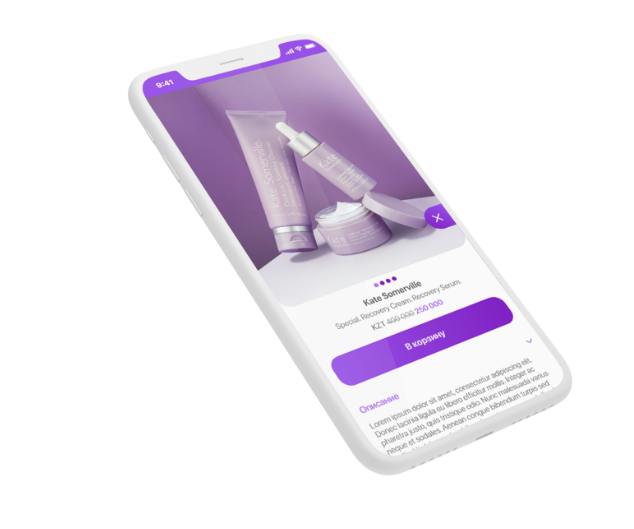 9:41
Kate Somerville
Kate
Kate Somerville
Special. Recovery Cream. Recovery Serum.
KZT 400 000 250 000
В корзину
Описание
Lorem ipsum dolor sit amet, consectetur adipiscing elit.
Donec lacinia ligula eu libero efficitur mollis. Integer ac
pharetra justo, quis tristique odio. Nunc malesuada varius
neque et sodales. Aenean congue bibendum turpis sed